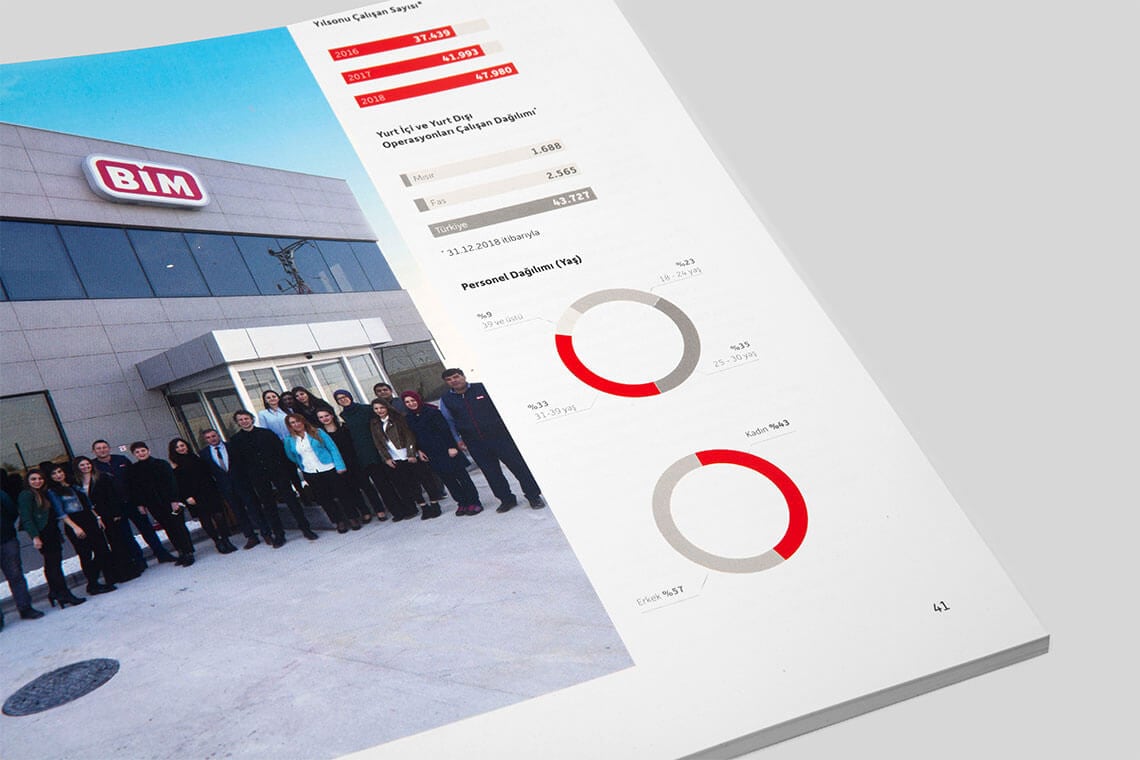 BİM
Yılsonu Çalışan Sayısı*
2016 37.439
2017 41.993
2018 47.980
Yurt İçi ve Yurt Dışı
Operasyonları Çalışan Dağılımı*
Mısır 1.688
Fas 2.565
Türkiye 43.727
* 31.12.2018 itibarıyla
Personel Dağılımı (Yaş)
%23
18 - 24 yaş
%9
39 ve üstü
%35
25 - 30 yaş
%33
31-39 yaş
Kadın %43
Erkek %57
41